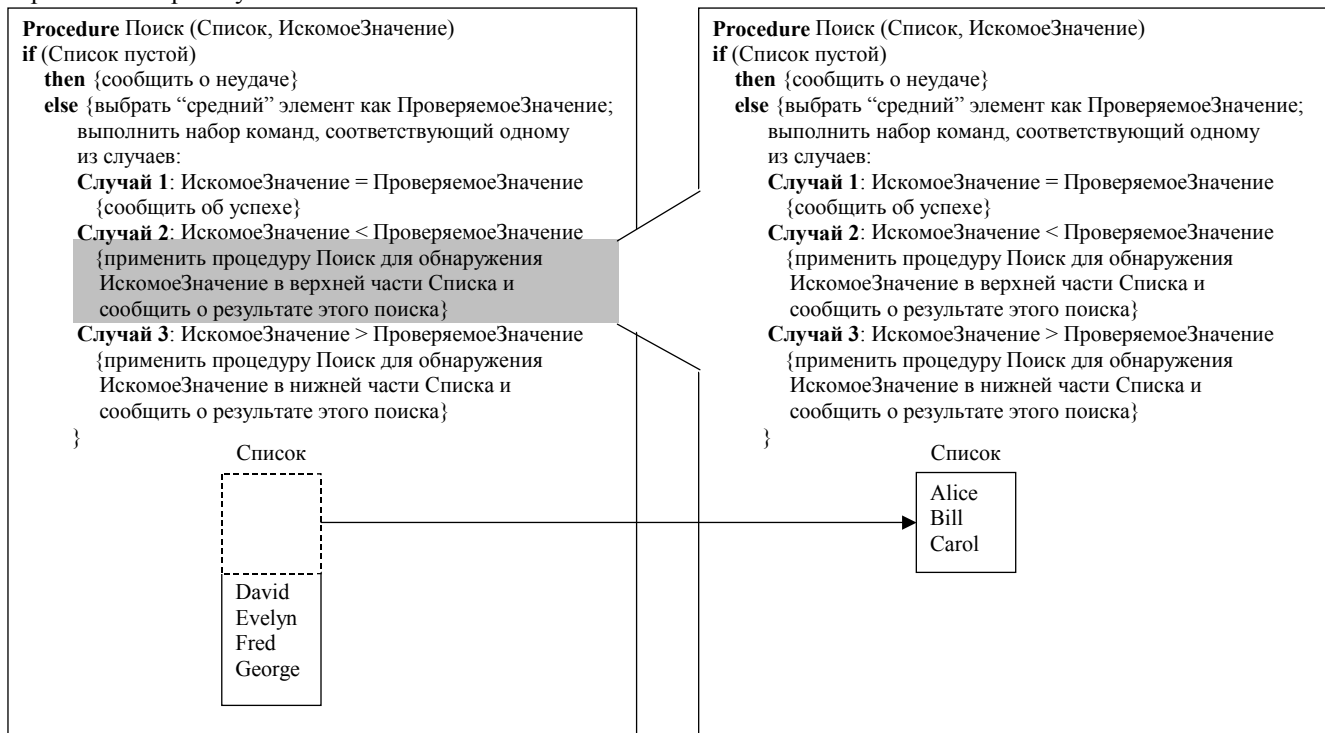 Procedure Поиск (Список, ИскомоеЗначение)
if (Список пустой)
then {сообщить о неудаче}
else {выбрать “средний” элемент как ПроверяемоеЗначение;
выполнить набор команд, соответствующий одному
из случаев:
Случай 1: ИскомоеЗначение = ПроверяемоеЗначение
{сообщить об успехе}
Случай 2: ИскомоеЗначение < ПроверяемоеЗначение
{применить процедуру Поиск для обнаружения
ИскомоеЗначение в верхней части Списка и
сообщить о результате этого поиска}
Случай 3: ИскомоеЗначение > ПроверяемоеЗначение
{применить процедуру Поиск для обнаружения
ИскомоеЗначение в нижней части Списка и
сообщить о результате этого поиска}
}
Список
David
Evelyn
Fred
George
Procedure Поиск (Список, ИскомоеЗначение)
if (Список пустой)
then {сообщить о неудаче}
else {выбрать “средний” элемент как ПроверяемоеЗначение;
выполнить набор команд, соответствующий одному
из случаев:
Случай 1: ИскомоеЗначение = ПроверяемоеЗначение
{сообщить об успехе}
Случай 2: ИскомоеЗначение < ПроверяемоеЗначение
{применить процедуру Поиск для обнаружения
ИскомоеЗначение в верхней части Списка и
сообщить о результате этого поиска}
Случай 3: ИскомоеЗначение > ПроверяемоеЗначение
{применить процедуру Поиск для обнаружения
ИскомоеЗначение в нижней части Списка и
сообщить о результате этого поиска}
}
Список
Alice
Bill
Carol